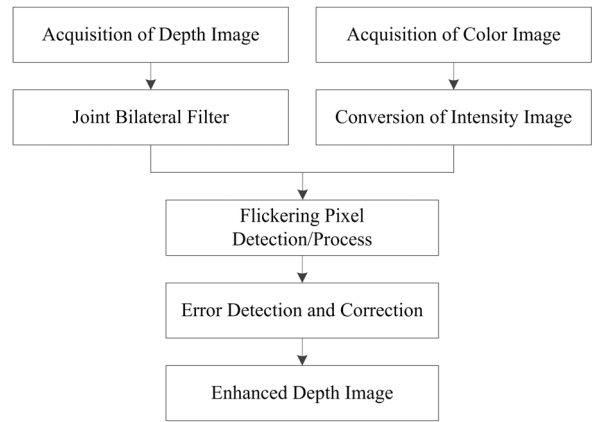 Acquisition of Depth Image
Acquisition of Color Image
Joint Bilateral Filter
Conversion of Intensity Image
Flickering Pixel
Detection/Process
Error Detection and Correction
Enhanced Depth Image